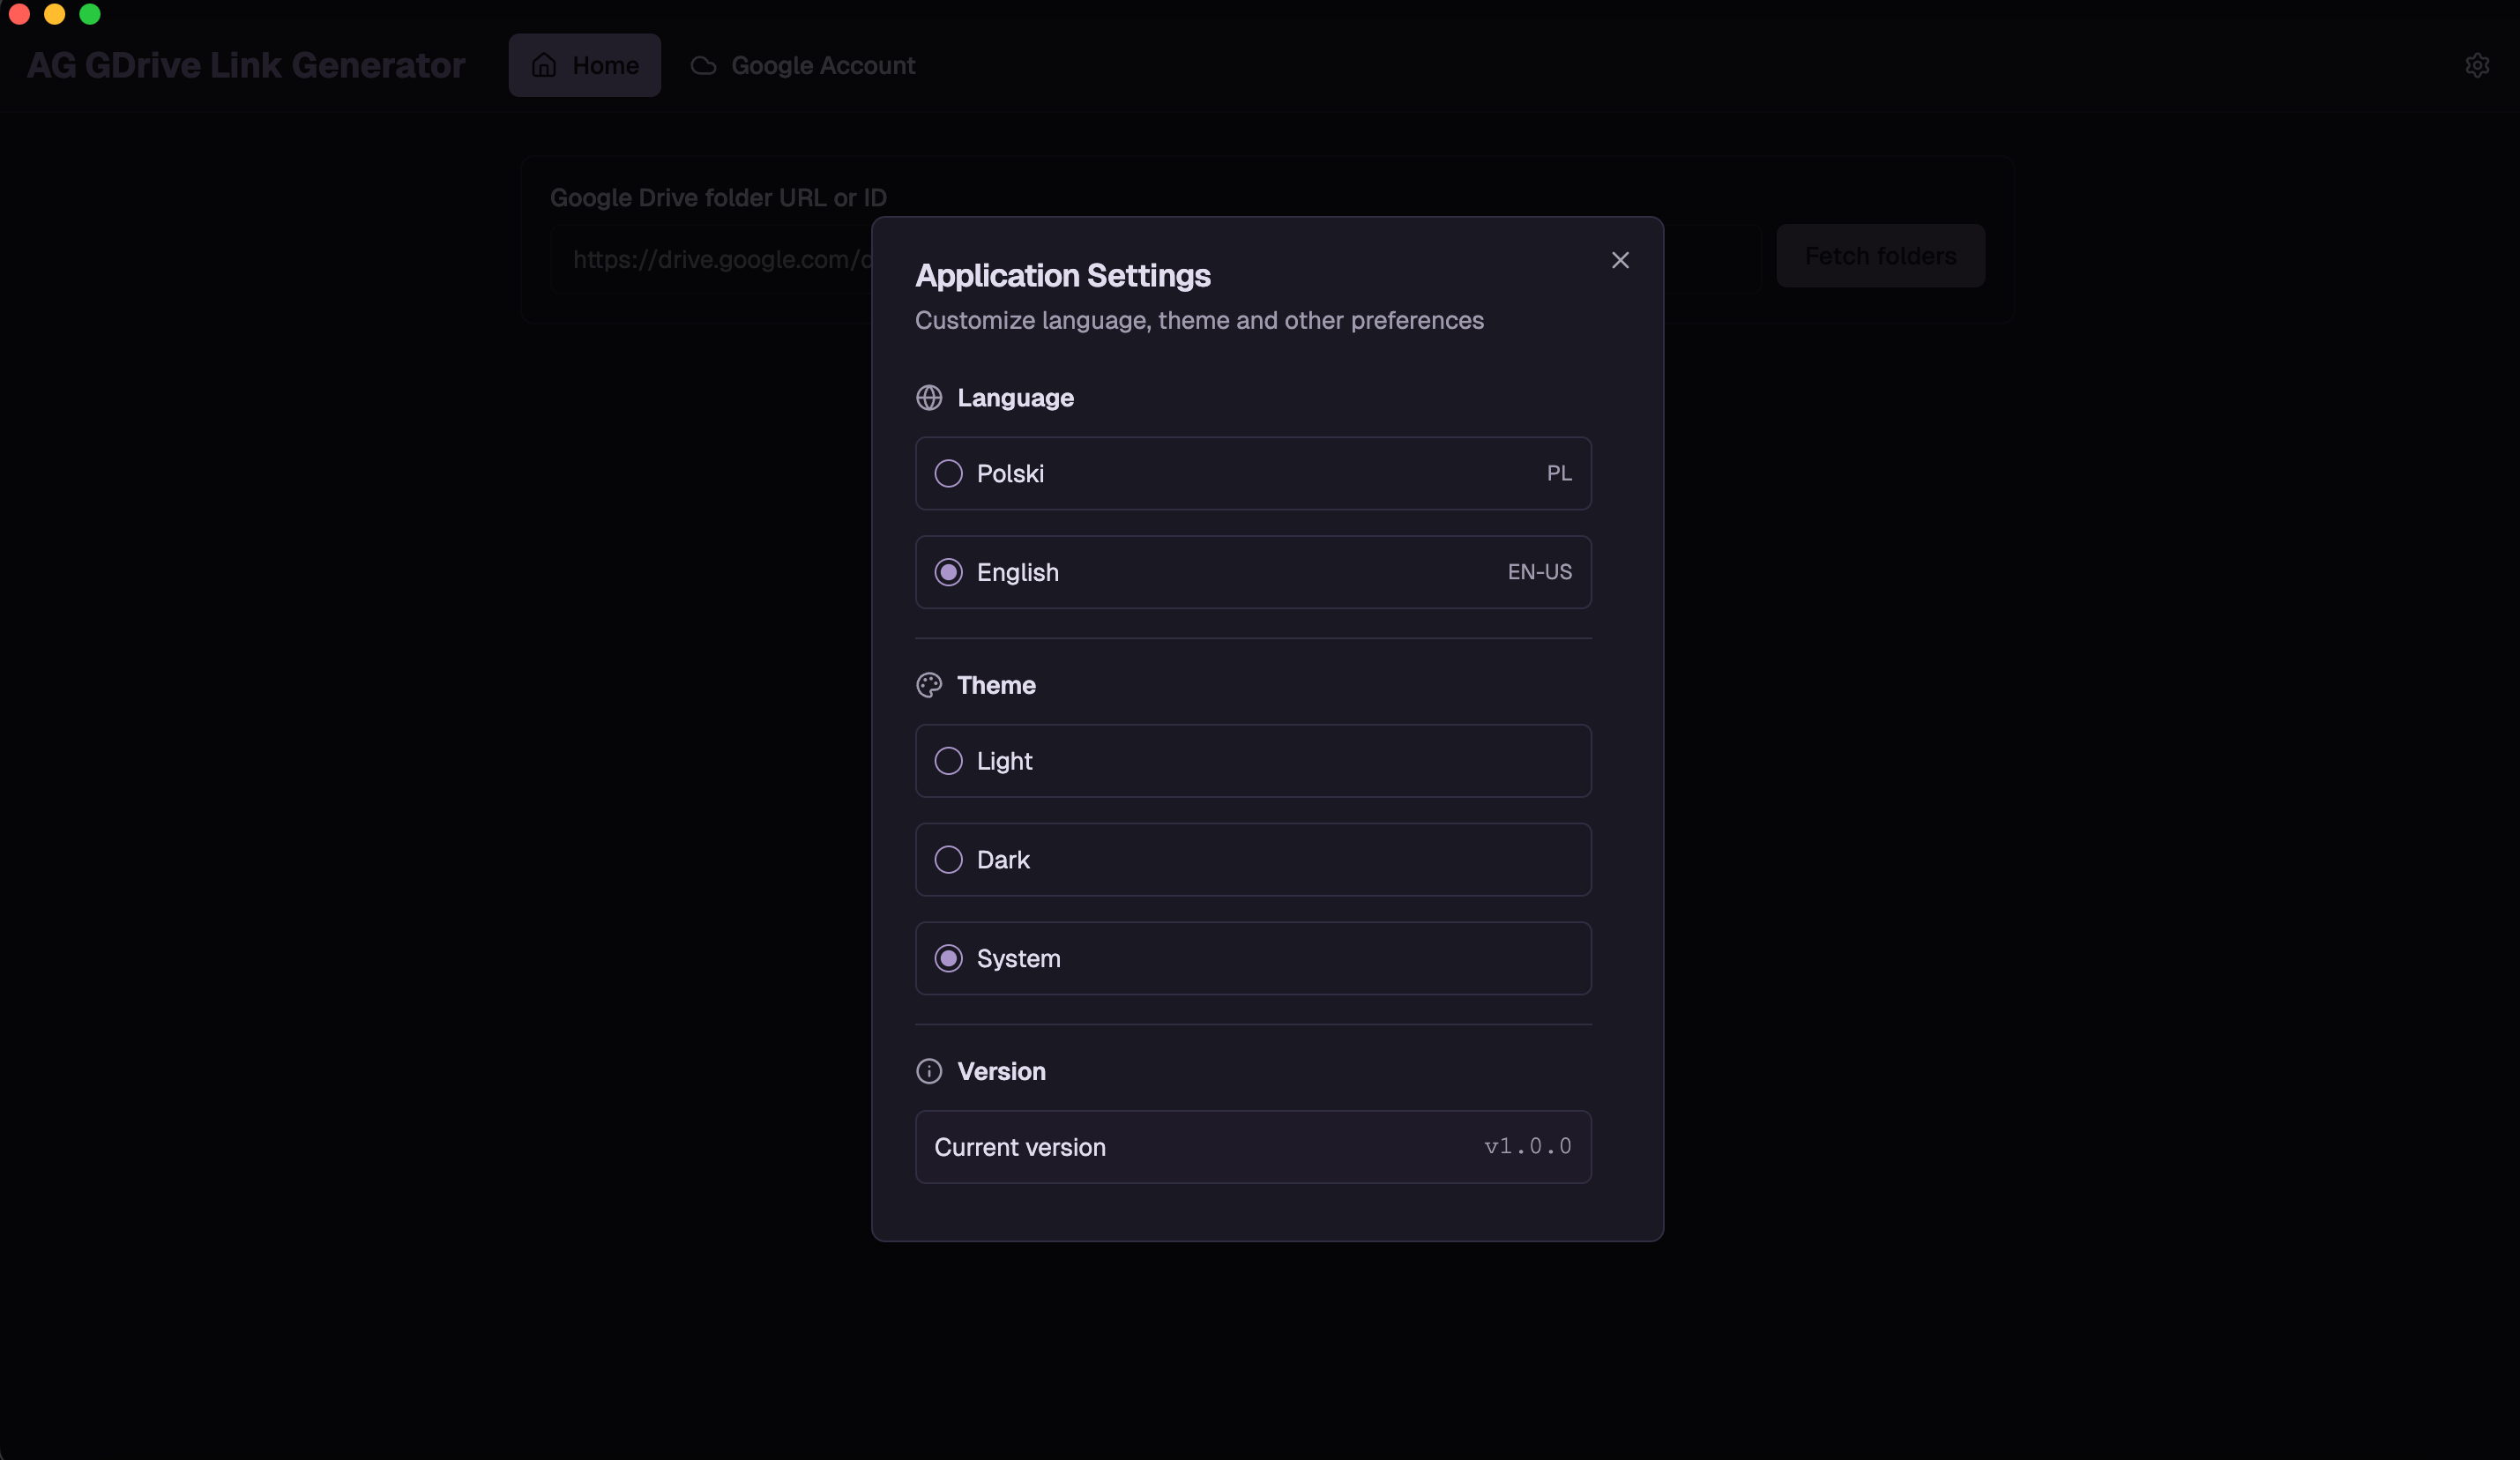 AG GDrive Link Generator
Home
Google Account
Google Drive folder URL or ID
https://drive.google.com/
Fetch folders
Application Settings
Customize language, theme and other preferences
Language
Polski
PL
English
EN-US
Theme
Light
Dark
System
Version
Current version
v1.0.0